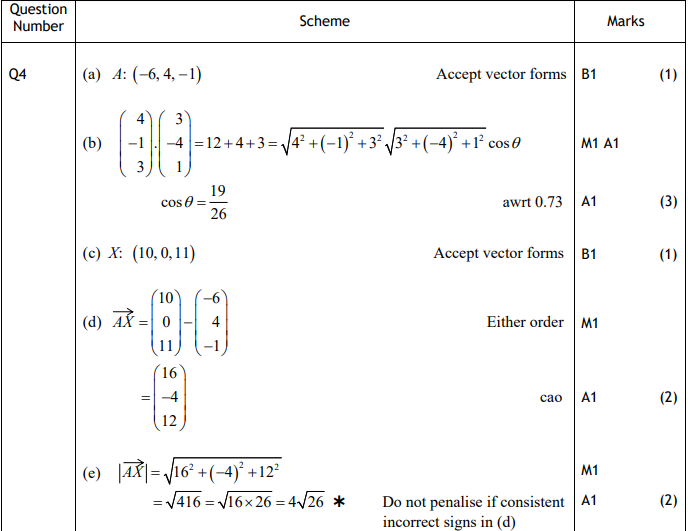 Question Number Scheme Marks
Q4 (a) A: (−6, 4, −1) Accept vector forms B1 (1)
(b) (4 −1 3) . (3 −4 1) = 12 + 4 + 3 = √(4² + (−1)² + 3²) √(3² + (−4)² + 1²) cos θ M1 A1
cos θ = 19/26 awrt 0.73 A1 (3)
(c) X: (10, 0, 11) Accept vector forms B1 (1)
(d) AX→ = (10 0 11) − (−6 4 −1) Either order M1
= (16 −4 12) cao A1 (2)
(e) |AX→| = √(16² + (−4)² + 12²) M1
= √416 = √(16×26) = 4√26 * Do not penalise if consistent A1 (2)
incorrect signs in (d)